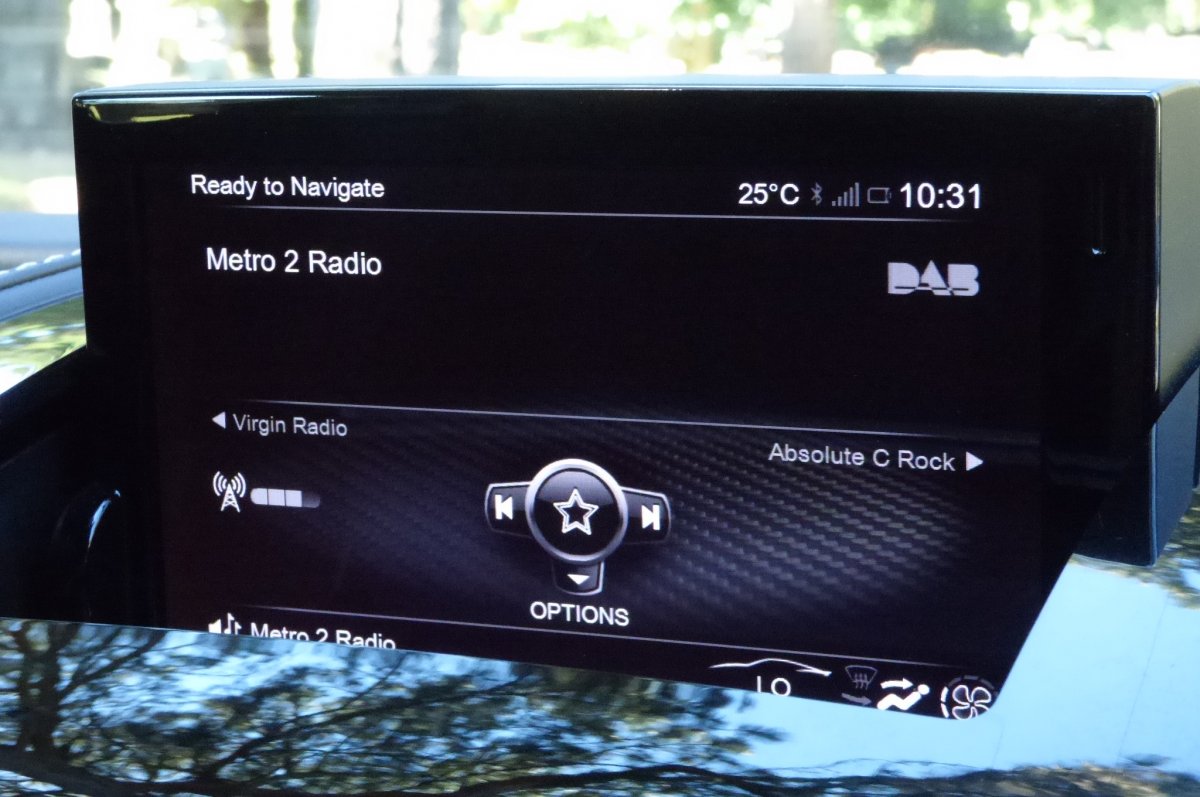 Ready to Navigate
25°C 10:31
Metro 2 Radio
DAB
Virgin Radio
Absolute C Rock
OPTIONS
Metro 2 Radio
LO